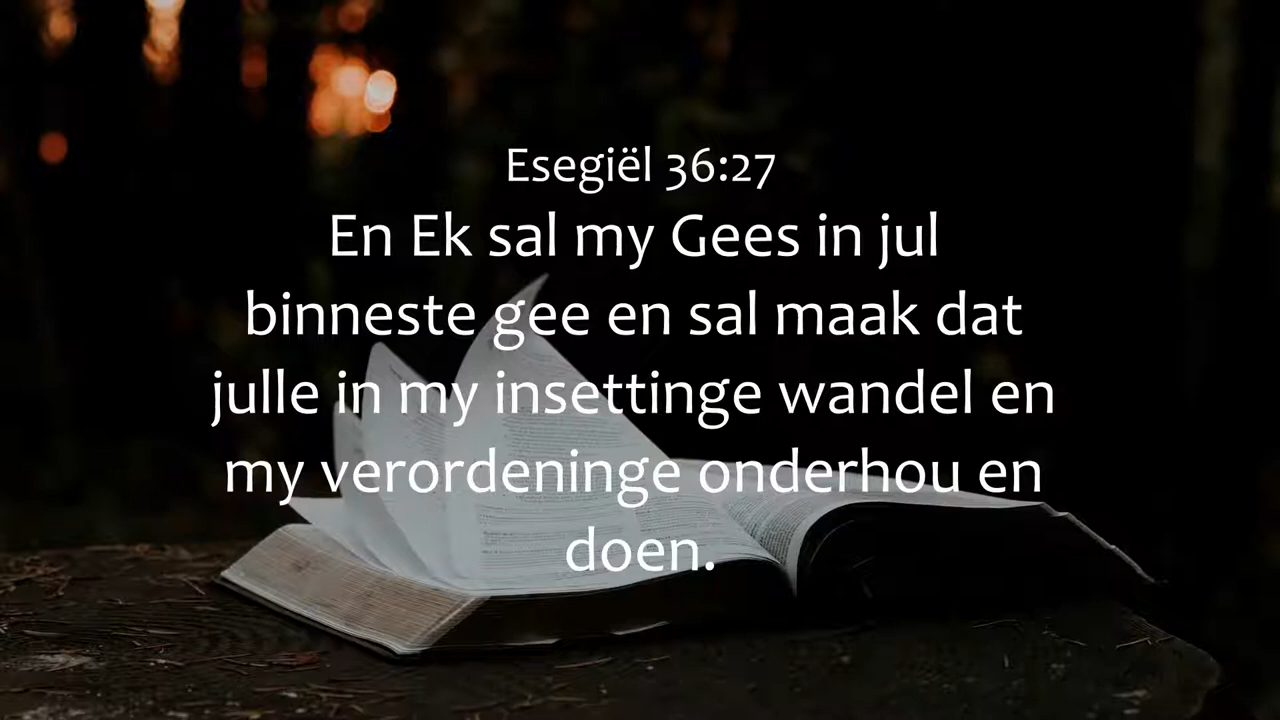 Esegiël 36:27
En Ek sal my Gees in jul
binneste gee en sal maak dat
julle in my insettinge wandel en
my verordeninge onderhou en
doen.